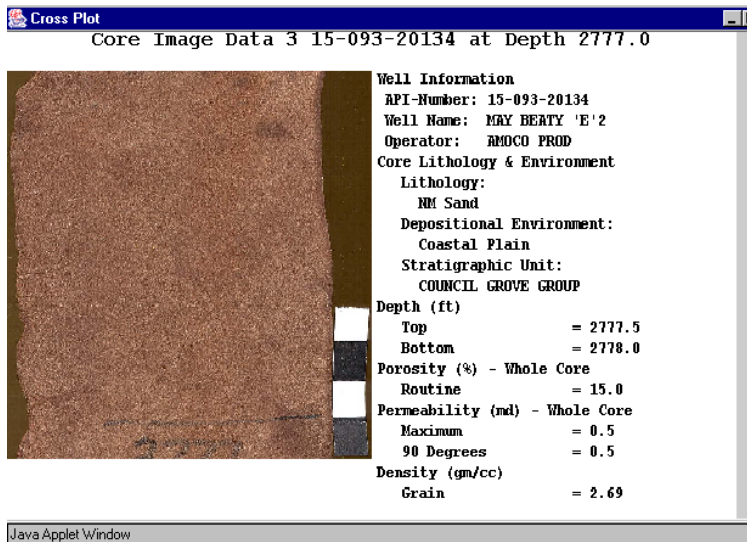 Cross Plot
Core Image Data 3 15-093-20134 at Depth 2777.0
Well Information
API-Number: 15-093-20134
Well Name: MAY BEATY 'E'2
Operator: AMOCO PROD
Core Lithology & Environment
Lithology:
NM Sand
Depositional Environment:
Coastal Plain
Stratigraphic Unit:
COUNCIL GROVE GROUP
Depth (ft)
Top = 2777.5
Bottom = 2778.0
Porosity (%) - Whole Core
Routine = 15.0
Permeability (md) - Whole Core
Maximum = 0.5
90 Degrees = 0.5
Density (gm/cc)
Grain = 2.69
Java Applet Window